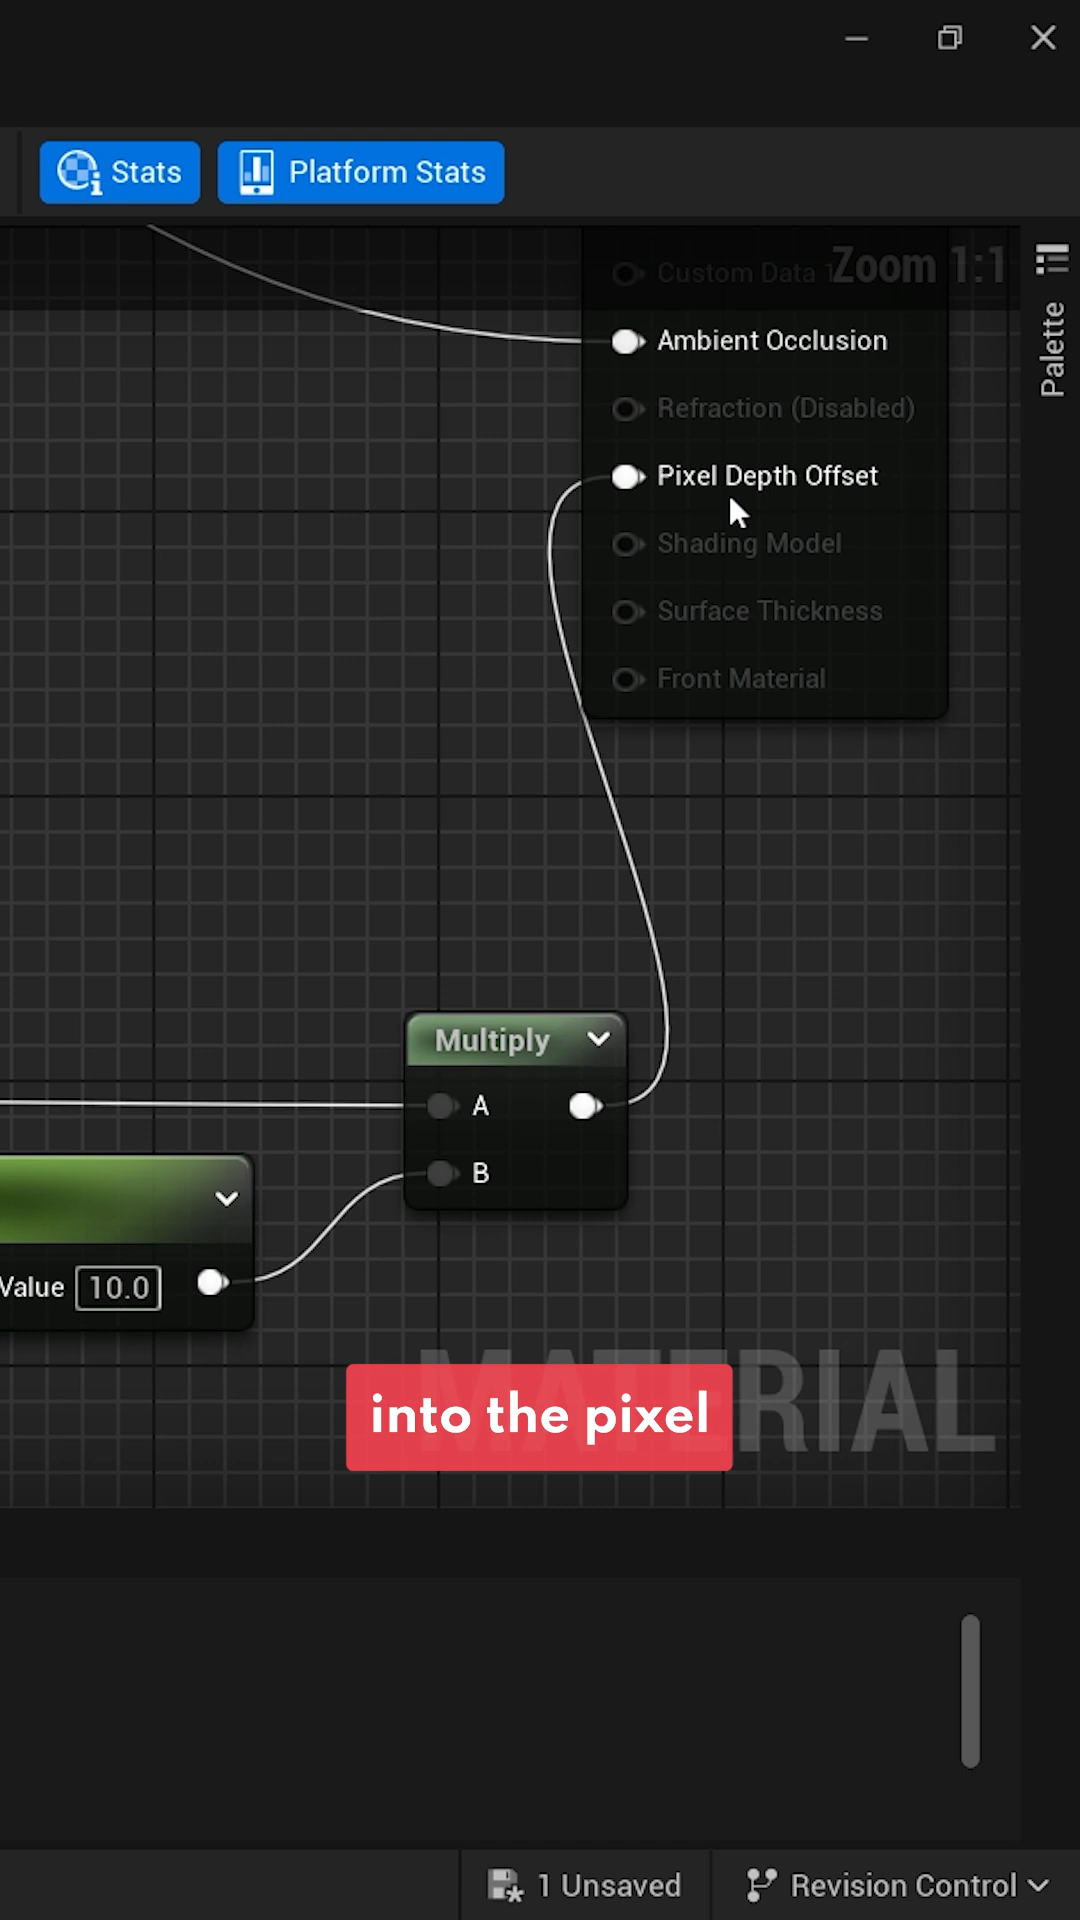 Stats
Platform Stats
Custom Data 1
Zoom 1:1
Palette
Ambient Occlusion
Refraction (Disabled)
Pixel Depth Offset
Shading Model
Surface Thickness
Front Material
Multiply
A
B
Value 10.0
MATERIAL
into the pixel
1 Unsaved
Revision Control